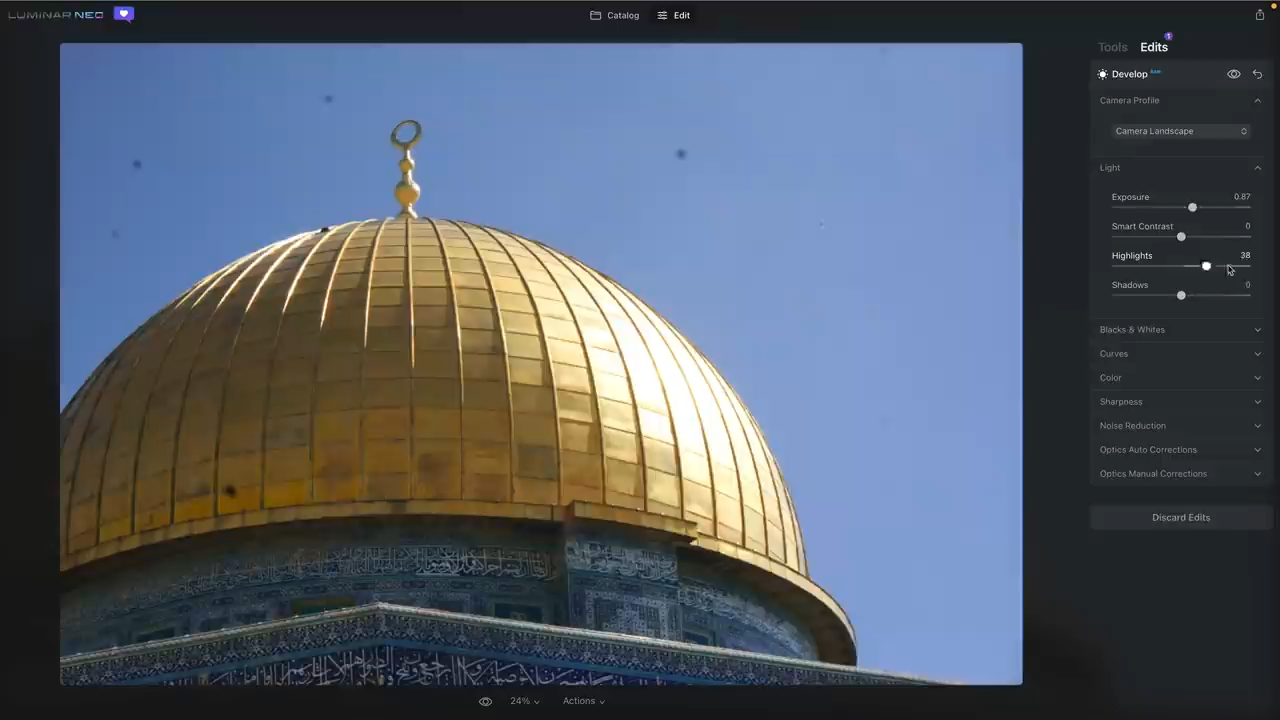 LUMINAR NEO
Catalog
Edit
Tools
Edits
1
Develop
Camera Profile
Camera Landscape
Light
Exposure 0.87
Smart Contrast 0
Highlights 38
Shadows 0
Blacks & Whites
Curves
Color
Sharpness
Noise Reduction
Optics Auto Corrections
Optics Manual Corrections
Discard Edits
24%
Actions